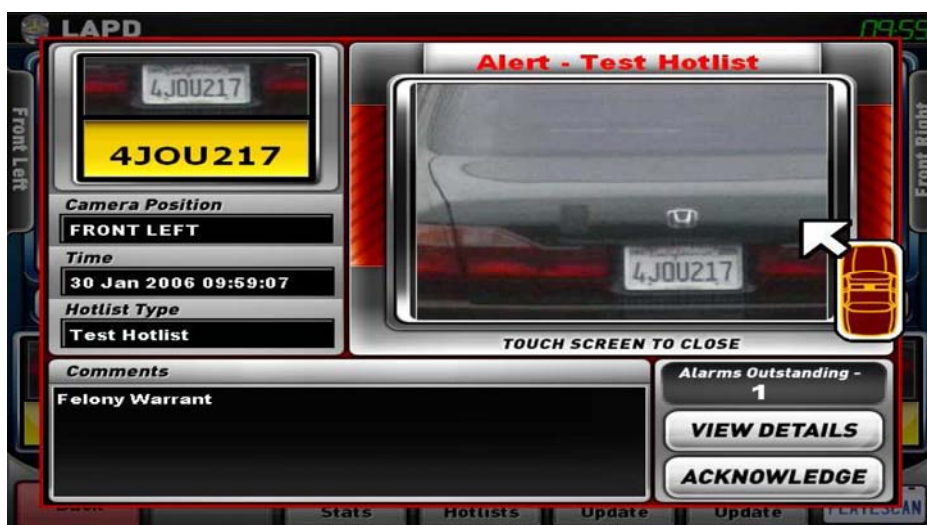 LAPD
09:59
Front Left
Front Right
4JOU217
4JOU217
Camera Position
FRONT LEFT
Time
30 Jan 2006 09:59:07
Hotlist Type
Test Hotlist
Alert - Test Hotlist
4JOU217
TOUCH SCREEN TO CLOSE
Comments
Felony Warrant
Alarms Outstanding -
1
VIEW DETAILS
ACKNOWLEDGE
Back
Stats
Hotlists
Update
Update
PLATESCAN